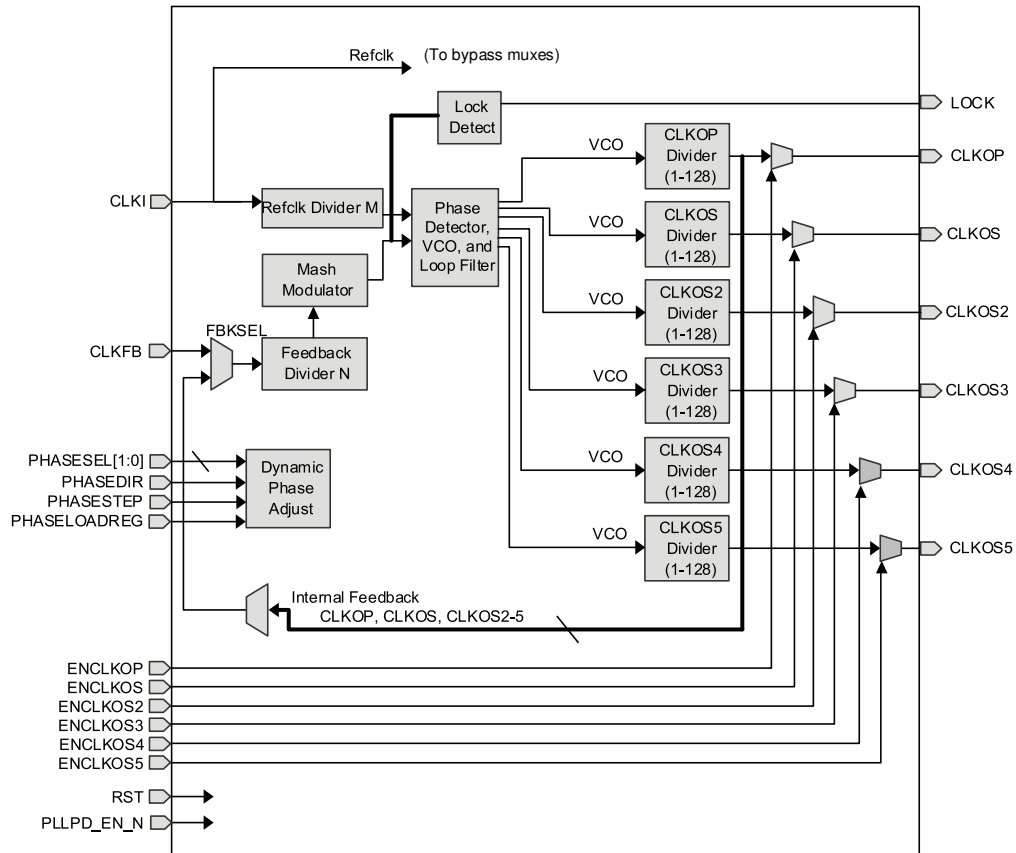 Refclk (To bypass muxes)
Lock
Detect
LOCK
VCO
CLKOP
Divider
(1-128)
CLKOP
CLKI
Refclk Divider M
Phase
Detector,
VCO, and
Loop Filter
VCO
CLKOS
Divider
(1-128)
CLKOS
Mash
Modulator
VCO
CLKOS2
Divider
(1-128)
CLKOS2
FBKSEL
CLKFB
Feedback
Divider N
VCO
CLKOS3
Divider
(1-128)
CLKOS3
PHASESEL[1:0]
PHASEDIR
PHASESTEP
PHASELOADREG
Dynamic
Phase
Adjust
VCO
CLKOS4
Divider
(1-128)
CLKOS4
VCO
CLKOS5
Divider
(1-128)
CLKOS5
Internal Feedback
CLKOP, CLKOS, CLKOS2-5
ENCLKOP
ENCLKOS
ENCLKOS2
ENCLKOS3
ENCLKOS4
ENCLKOS5
RST
PLLPD_EN_N